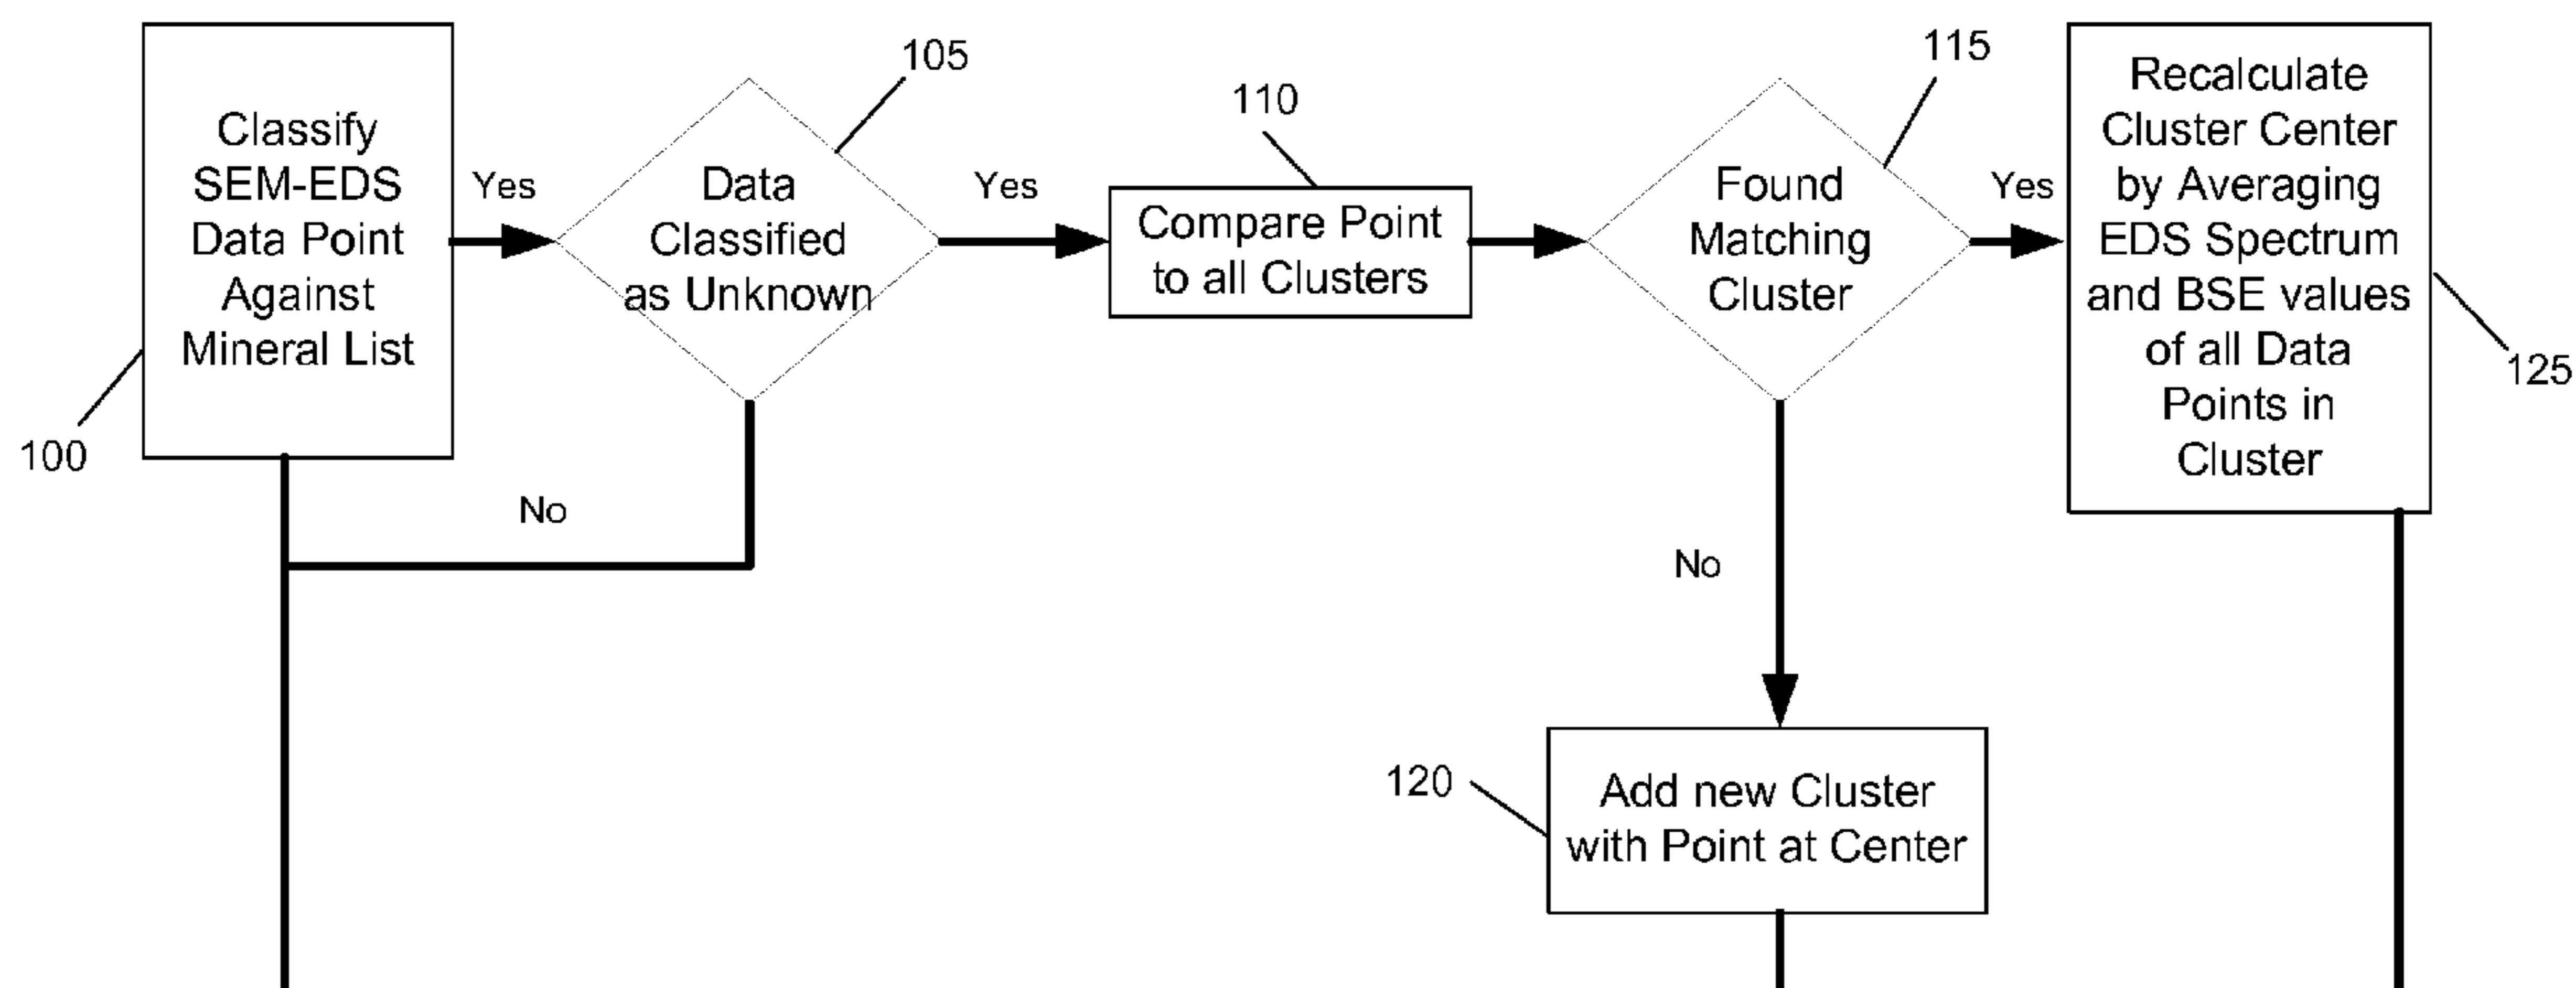 Classify
SEM-EDS
Data Point
Against
Mineral List
100
Yes
105
Data
Classified
as Unknown
No
Yes
110
Compare Point
to all Clusters
115
Found
Matching
Cluster
Yes
No
Recalculate
Cluster Center
by Averaging
EDS Spectrum
and BSE values
of all Data
Points in
Cluster
125
120
Add new Cluster
with Point at Center